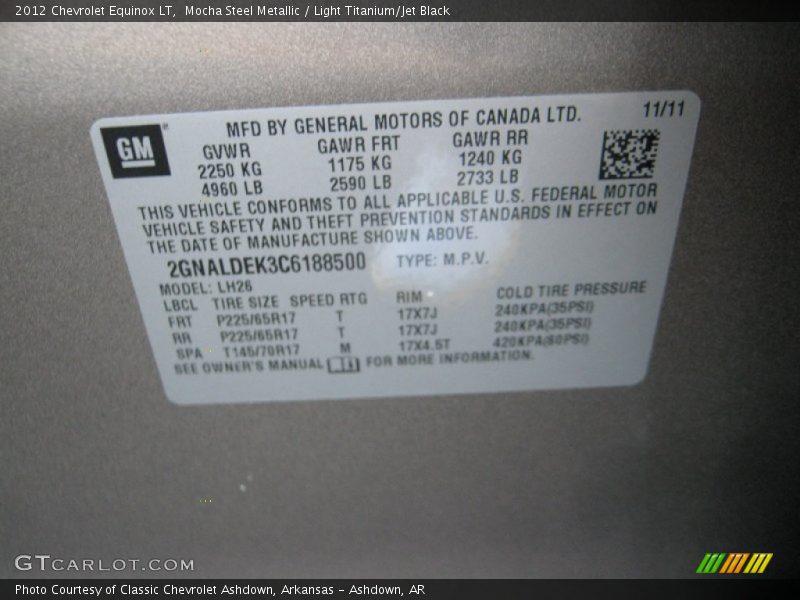 2012 Chevrolet Equinox LT,  Mocha Steel Metallic / Light Titanium/Jet Black
GM
MFD BY GENERAL MOTORS OF CANADA LTD.
11/11
GVWR GAWR FRT GAWR RR
2250 KG 1175 KG 1240 KG
4960 LB 2590 LB 2733 LB
THIS VEHICLE CONFORMS TO ALL APPLICABLE U.S. FEDERAL MOTOR
VEHICLE SAFETY AND THEFT PREVENTION STANDARDS IN EFFECT ON
THE DATE OF MANUFACTURE SHOWN ABOVE.
2GNALDEK3C6188500 TYPE: M.P.V.
MODEL: LH26
LBCL TIRE SIZE SPEED RTG RIM COLD TIRE PRESSURE
FRT P225/65R17 T 17X7J 240KPA(35PSI)
RR P225/65R17 T 17X7J 240KPA(35PSI)
SPA T145/70R17 M 17X4.5T 420KPA(60PSI)
SEE OWNER'S MANUAL FOR MORE INFORMATION.
GTCARLOT.COM
Photo Courtesy of Classic Chevrolet Ashdown, Arkansas - Ashdown, AR